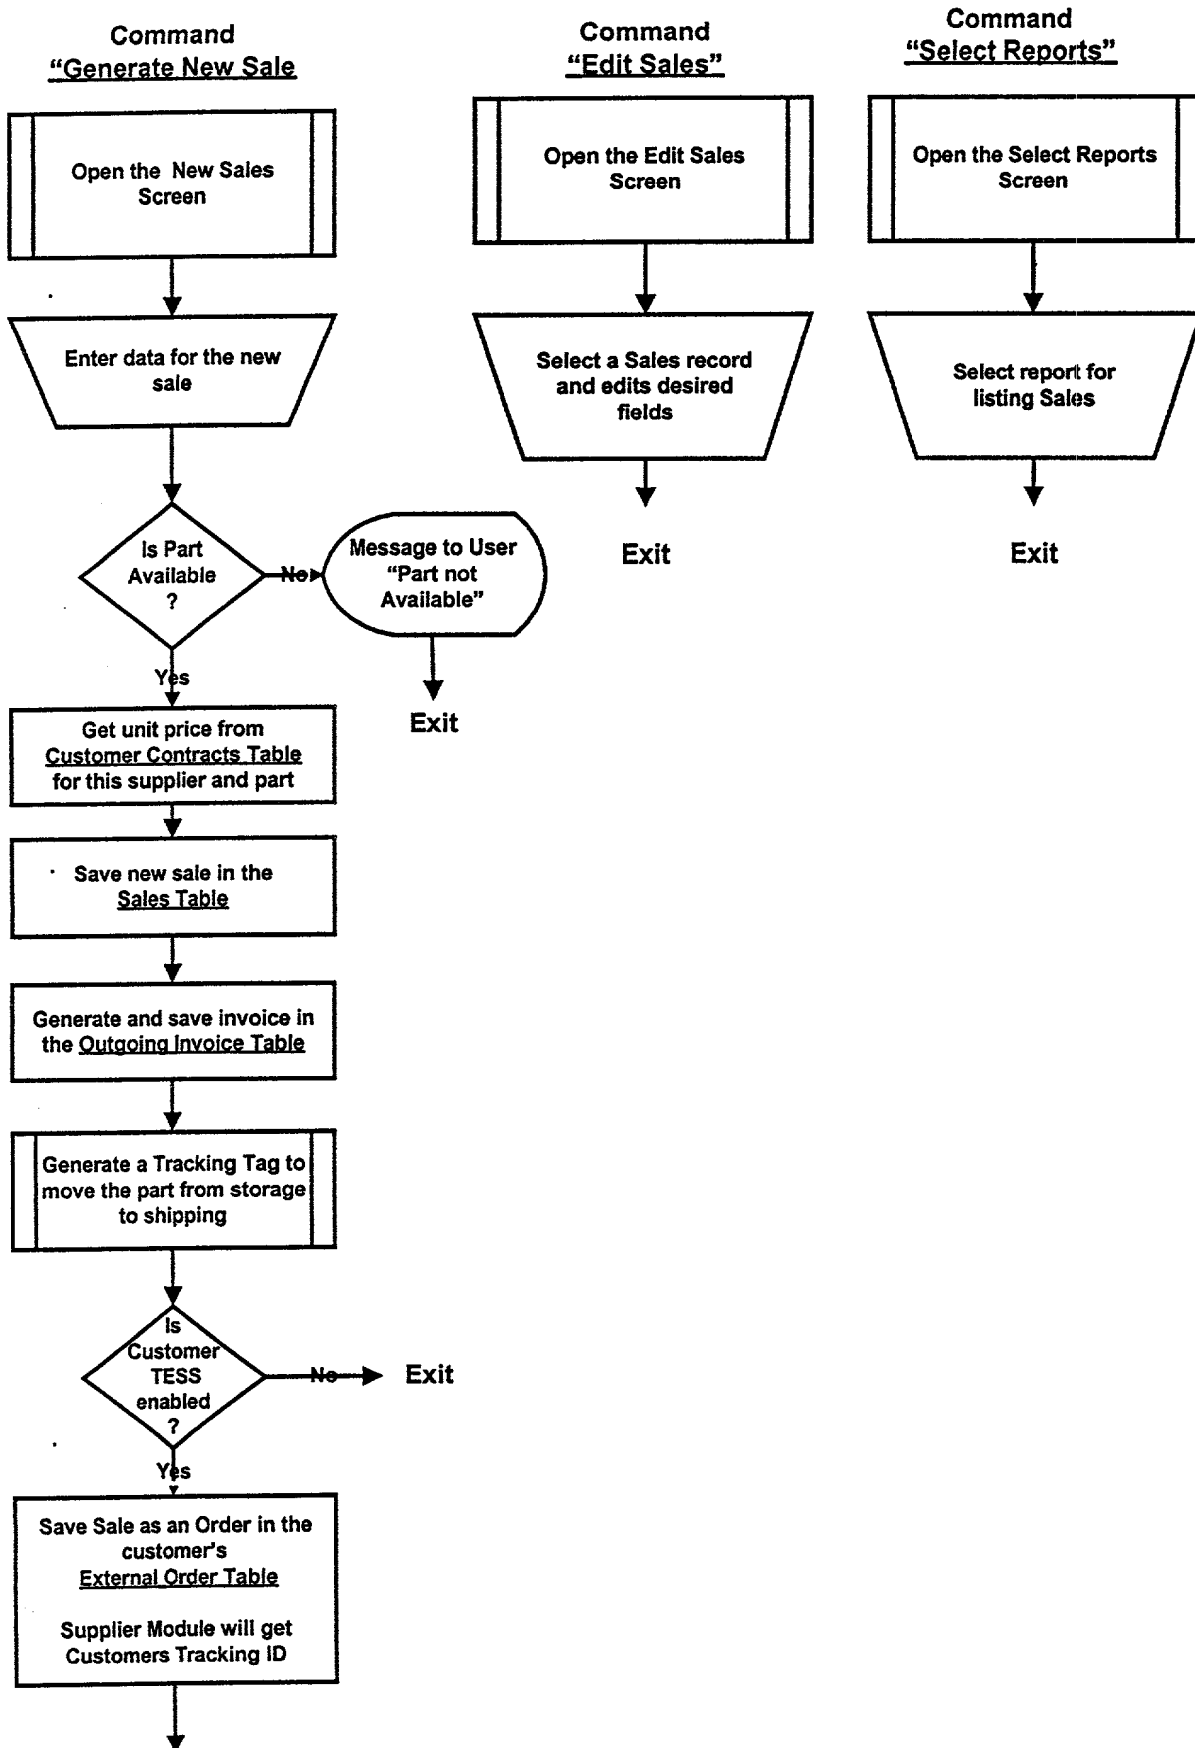 Command
“Generate New Sale
Open the New Sales
Screen
Enter data for the new
sale
Is Part
Available
?
No
Message to User
“Part not
Available”
Exit
Yes
Get unit price from
Customer Contracts Table
for this supplier and part
Save new sale in the
Sales Table
Generate and save invoice in
the Outgoing Invoice Table
Generate a Tracking Tag to
move the part from storage
to shipping
Is
Customer
TESS
enabled
?
No
Exit
Yes
Save Sale as an Order in the
customer's
External Order Table
Supplier Module will get
Customers Tracking ID
Command
“Edit Sales”
Open the Edit Sales
Screen
Select a Sales record
and edits desired
fields
Exit
Command
“Select Reports”
Open the Select Reports
Screen
Select report for
listing Sales
Exit